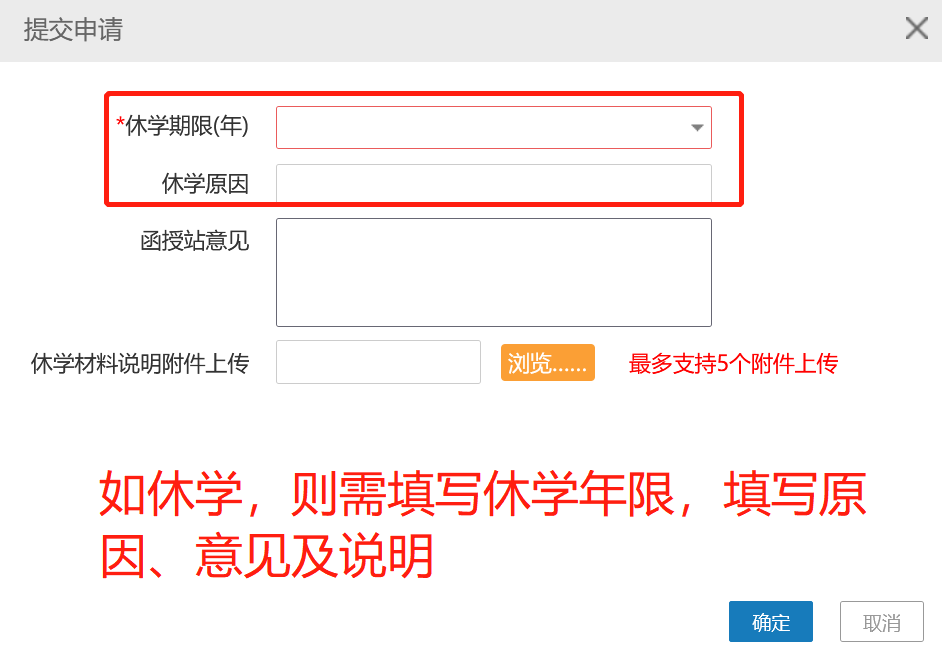 提交申请
*休学期限(年)
休学原因
函授站意见
休学材料说明附件上传 浏览...... 最多支持5个附件上传
如休学，则需填写休学年限，填写原
因、意见及说明
确定 取消